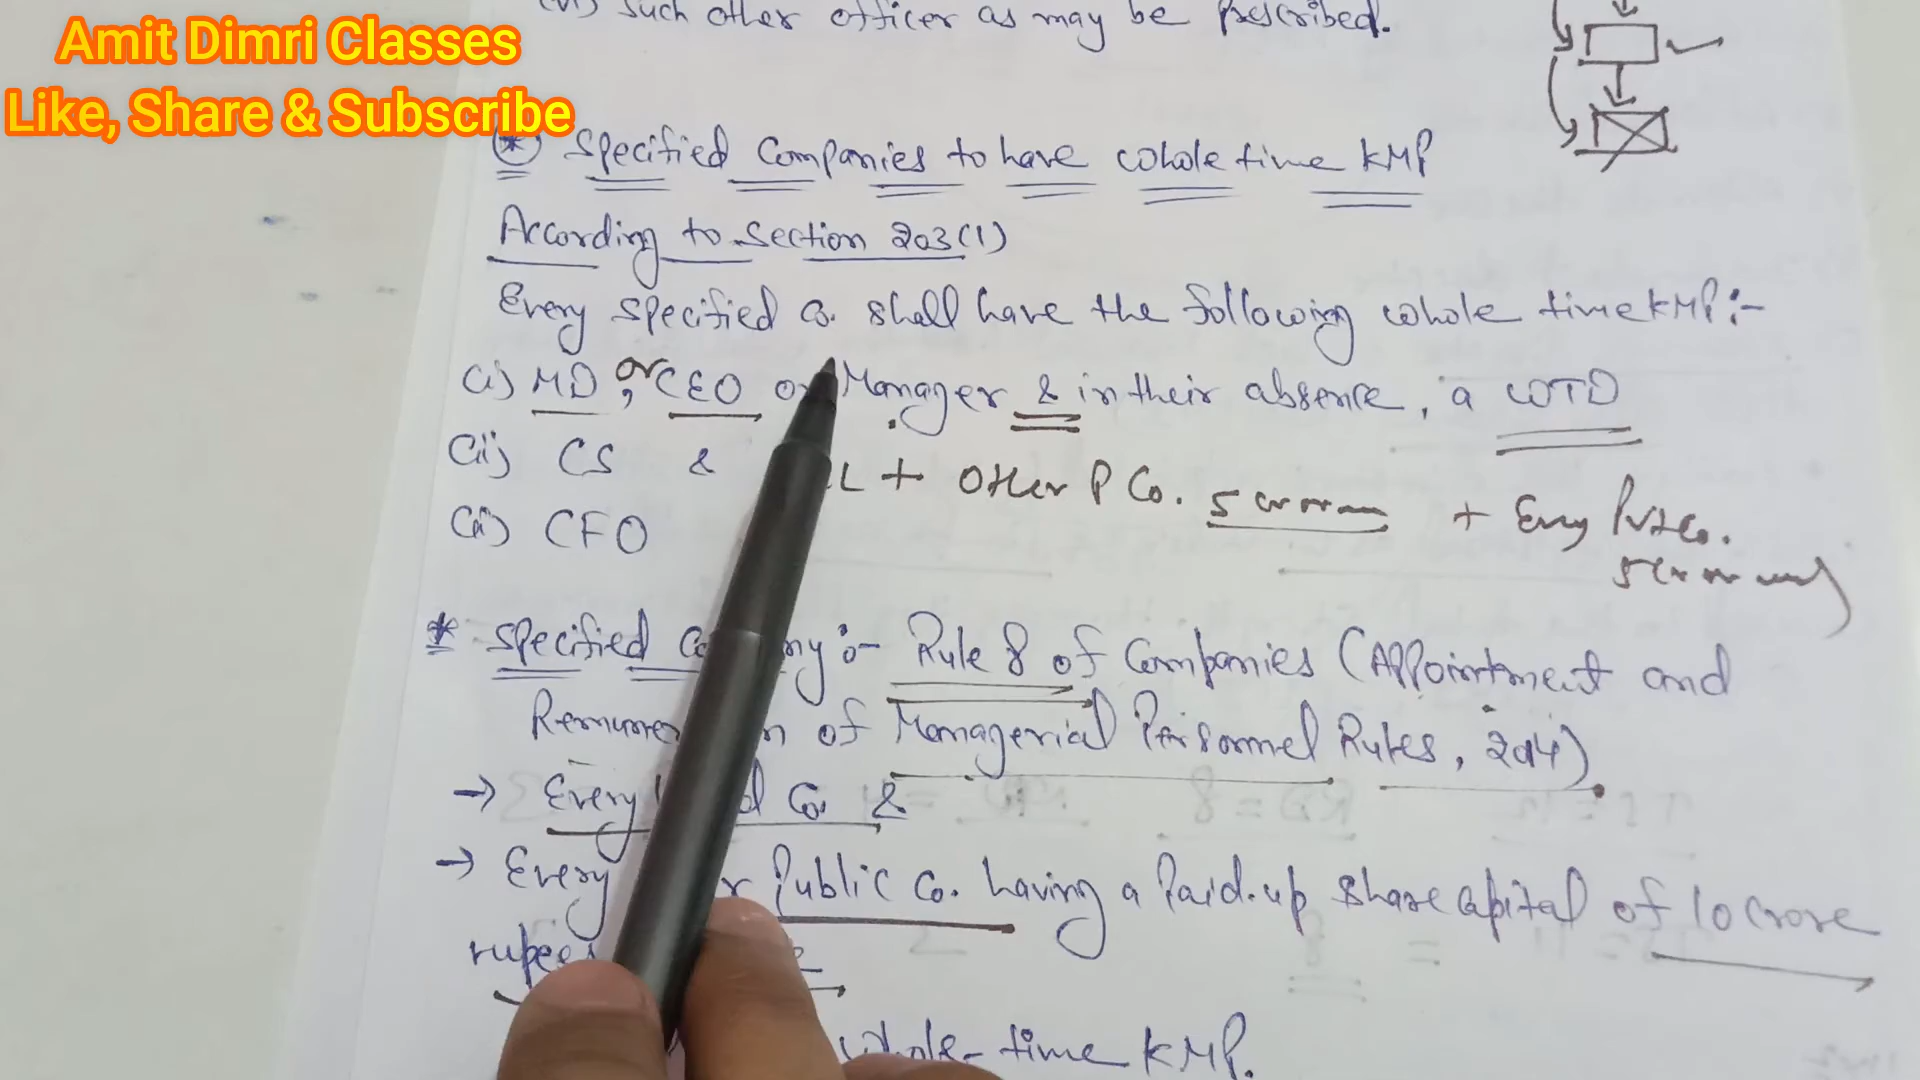 Amit Dimri Classes
Like, Share & Subscribe
(vi) such other officer as may be prescribed.
* Specified Companies to have whole time KMP
According to Section 203(1)
Every specified Co. shall have the following whole time KMP:-
(i) MD, or CEO or Manager & in their absence, a WTD
(ii) CS &
L + Other P Co. 5 + Every Pvt Co.
(iii) CFO
* Specified :- Rule 8 of Companies (Appointment and
of Managerial Personnel Rules, 2014).
→ Every Co. &
→ Every Public Co. having a Paid-up Share Capital of 10 crore
rupees
whole-time KMP.